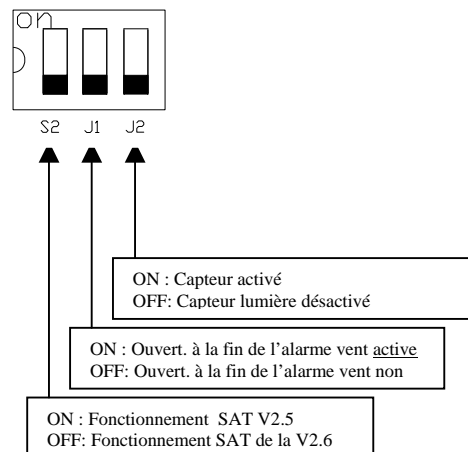 on
S2 J1 J2
ON : Capteur activé
OFF: Capteur lumière désactivé
ON : Ouvert. à la fin de l’alarme vent active
OFF: Ouvert. à la fin de l’alarme vent non
ON : Fonctionnement SAT V2.5
OFF: Fonctionnement SAT de la V2.6